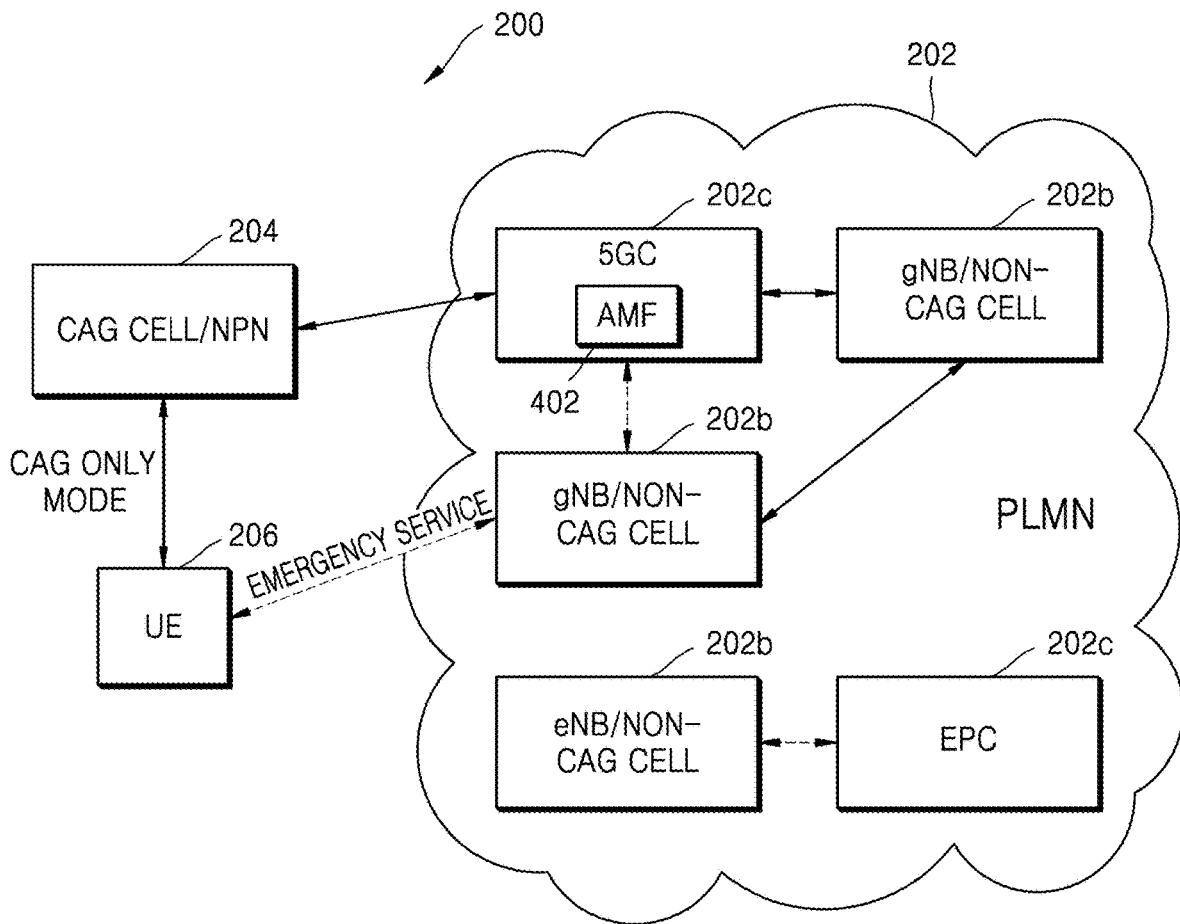 200
202
202c
202b
204
5GC
gNB/NON-
CAG CELL
CAG CELL/NPN
AMF
402
202b
CAG ONLY
MODE
gNB/NON-
CAG CELL
PLMN
206
EMERGENCY SERVICE
UE
202b
202c
eNB/NON-
CAG CELL
EPC